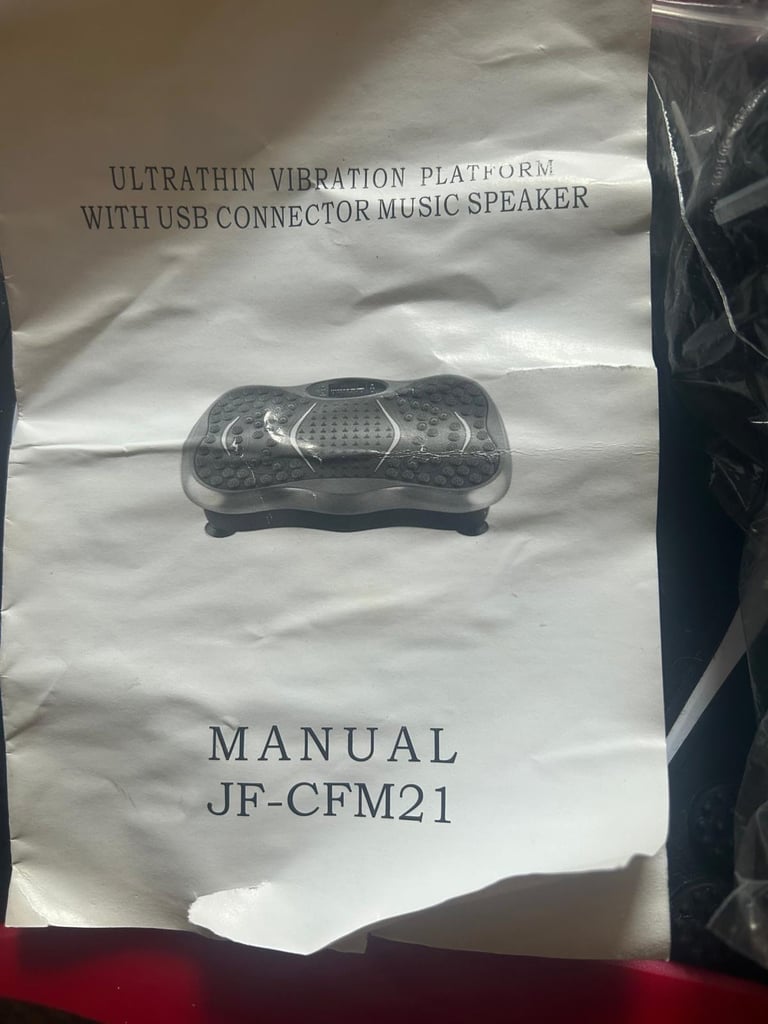 ULTRATHIN VIBRATION PLATFORM
WITH USB CONNECTOR MUSIC SPEAKER
MANUAL
JF-CFM21